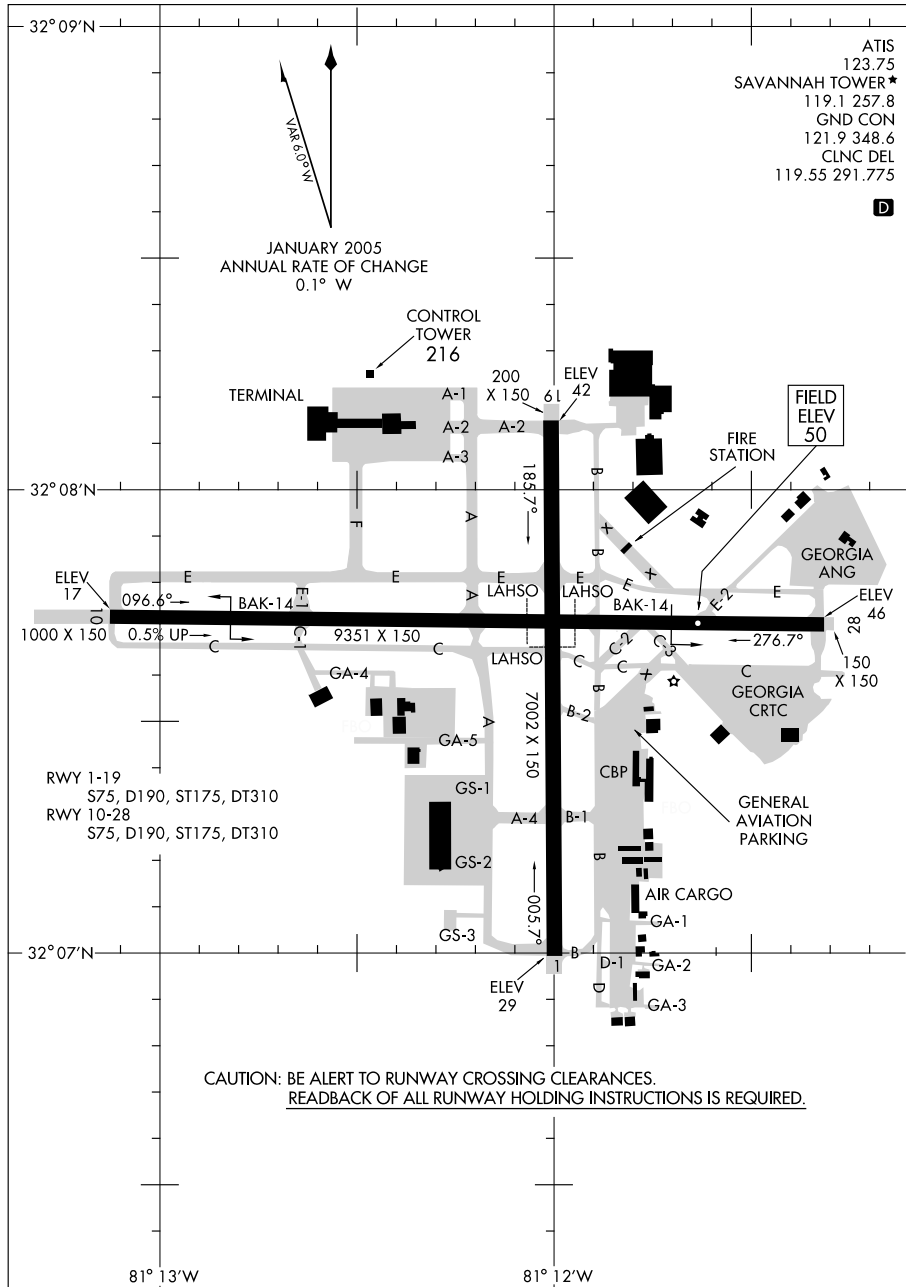 32°09'N
ATIS
123.75
SAVANNAH TOWER★
119.1 257.8
GND CON
121.9 348.6
CLNC DEL
119.55 291.775
D
VAR 6.0° W
JANUARY 2005
ANNUAL RATE OF CHANGE
0.1° W
CONTROL
TOWER
216
TERMINAL
A-1
A-2
A-2
A-3
200
X 150
19
ELEV
42
FIELD
ELEV
50
FIRE
STATION
32°08'N
185.7°
B
A
F
B
X
X
GEORGIA
ANG
ELEV
17
E
E
E
E
E
E-2
E
E-1
096.6°
BAK-14
A
LAHSO
LAHSO
BAK-14
ELEV
46
10
28
1000 X 150
0.5% UP
9351 X 150
276.7°
C
C-1
C
LAHSO
C
C-2
C
C-3
X
C
150
X 150
GA-4
GEORGIA
CRTC
7002 X 150
B
B-2
A
GA-5
CBP
RWY 1-19
S75, D190, ST175, DT310
RWY 10-28
S75, D190, ST175, DT310
GS-1
A-4
B-1
GENERAL
AVIATION
PARKING
GS-2
B
005.7°
AIR CARGO
GA-1
GS-3
32°07'N
B
D-1
GA-2
1
D
GA-3
ELEV
29
CAUTION: BE ALERT TO RUNWAY CROSSING CLEARANCES.
READBACK OF ALL RUNWAY HOLDING INSTRUCTIONS IS REQUIRED.
81° 13'W
81° 12'W